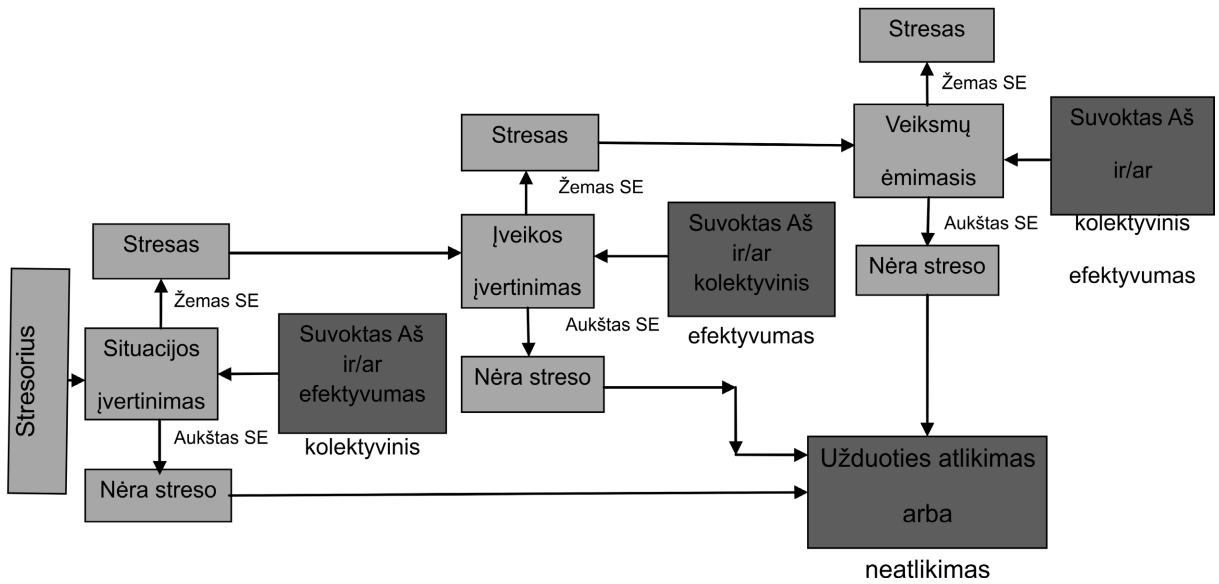 Stresorius
Stresas
Žemas SE
Situacijos
įvertinimas
Aukštas SE
Nėra streso
Suvoktas Aš
ir/ar
efektyvumas
kolektyvinis
Stresas
Žemas SE
Įveikos
įvertinimas
Aukštas SE
Nėra streso
Suvoktas Aš
ir/ar
kolektyvinis
efektyvumas
Stresas
Žemas SE
Veiksmų
ėmimasis
Aukštas SE
Nėra streso
Suvoktas Aš
ir/ar
kolektyvinis
efektyvumas
Užduoties atlikimas
arba
neatlikimas